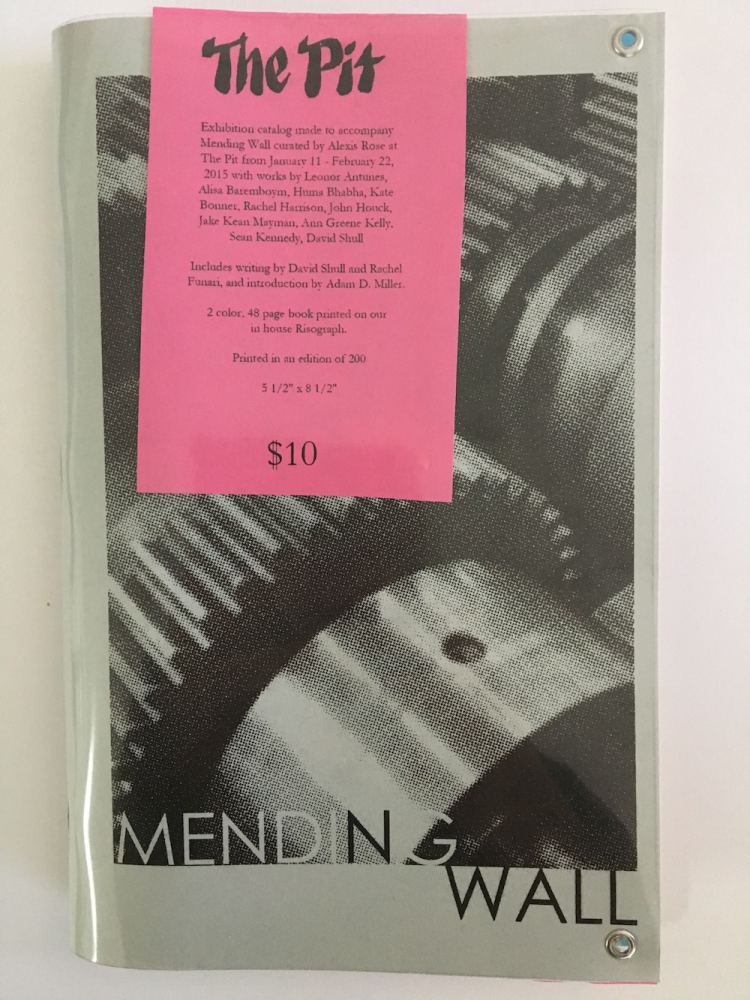 The Pit
Exhibition catalog made to accompany
Mending Wall curated by Alexis Rose at
The Pit from January 11 - February 22,
2015 with works by Leonor Antunes,
Alisa Baremboym, Huma Bhabha, Kate
Bonner, Rachel Harrison, John Houck,
Jake Kean Mayman, Ann Greene Kelly,
Sean Kennedy, David Shull
Includes writing by David Shull and Rachel
Funari, and introduction by Adam D. Miller.
2 color, 48 page book printed on our
in house Risograph.
Printed in an edition of 200
5 1/2" x 8 1/2"
$10
MENDING
WALL